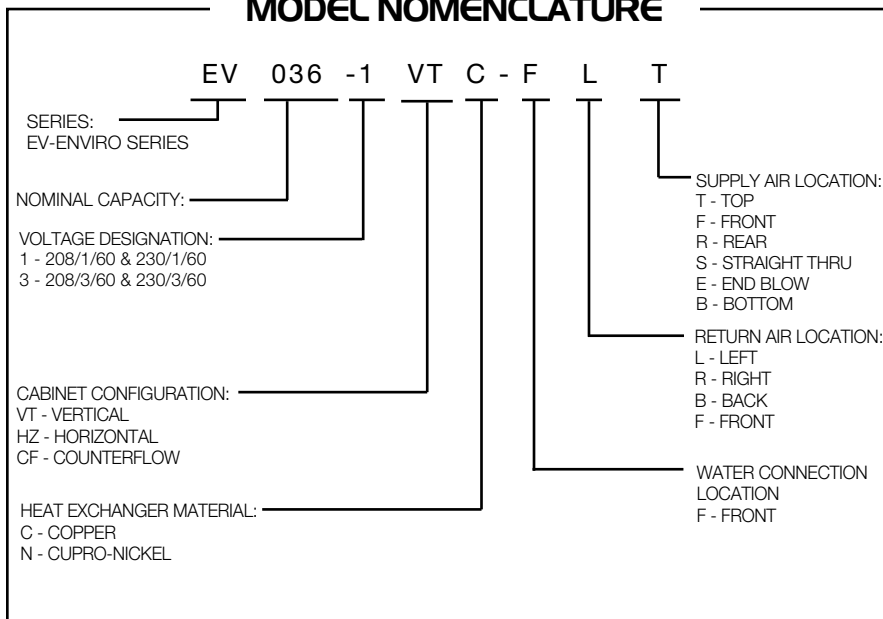 MODEL NOMENCLATURE
EV 036 -1 VT C - F L T
SERIES:
EV-ENVIRO SERIES
NOMINAL CAPACITY:
VOLTAGE DESIGNATION:
1 - 208/1/60 & 230/1/60
3 - 208/3/60 & 230/3/60
CABINET CONFIGURATION:
VT - VERTICAL
HZ - HORIZONTAL
CF - COUNTERFLOW
HEAT EXCHANGER MATERIAL:
C - COPPER
N - CUPRO-NICKEL
SUPPLY AIR LOCATION:
T - TOP
F - FRONT
R - REAR
S - STRAIGHT THRU
E - END BLOW
B - BOTTOM
RETURN AIR LOCATION:
L - LEFT
R - RIGHT
B - BACK
F - FRONT
WATER CONNECTION
LOCATION
F - FRONT